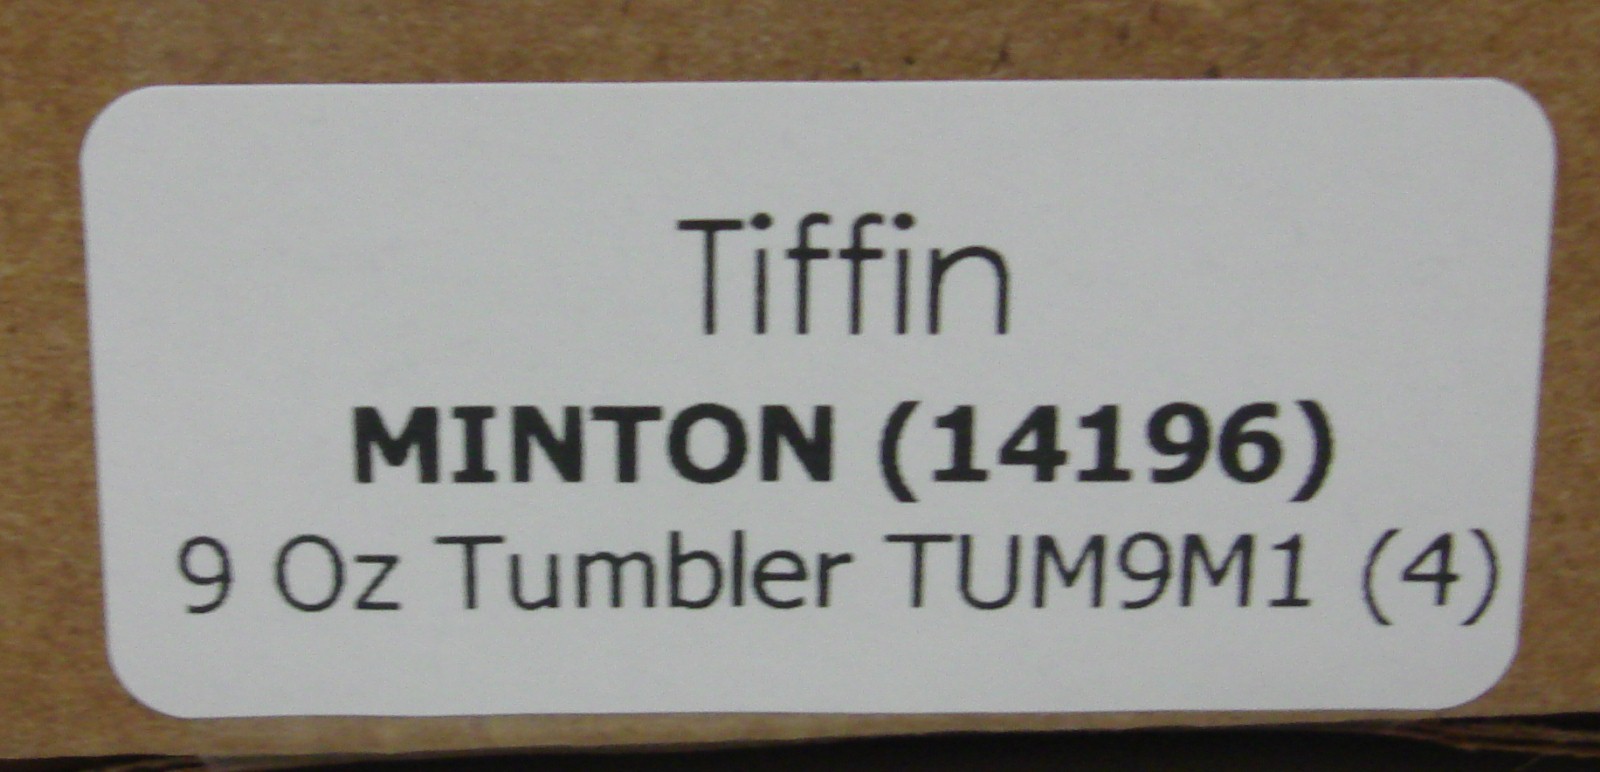 Tiffin
MINTON (14196)
9 Oz Tumbler TUM9M1 (4)